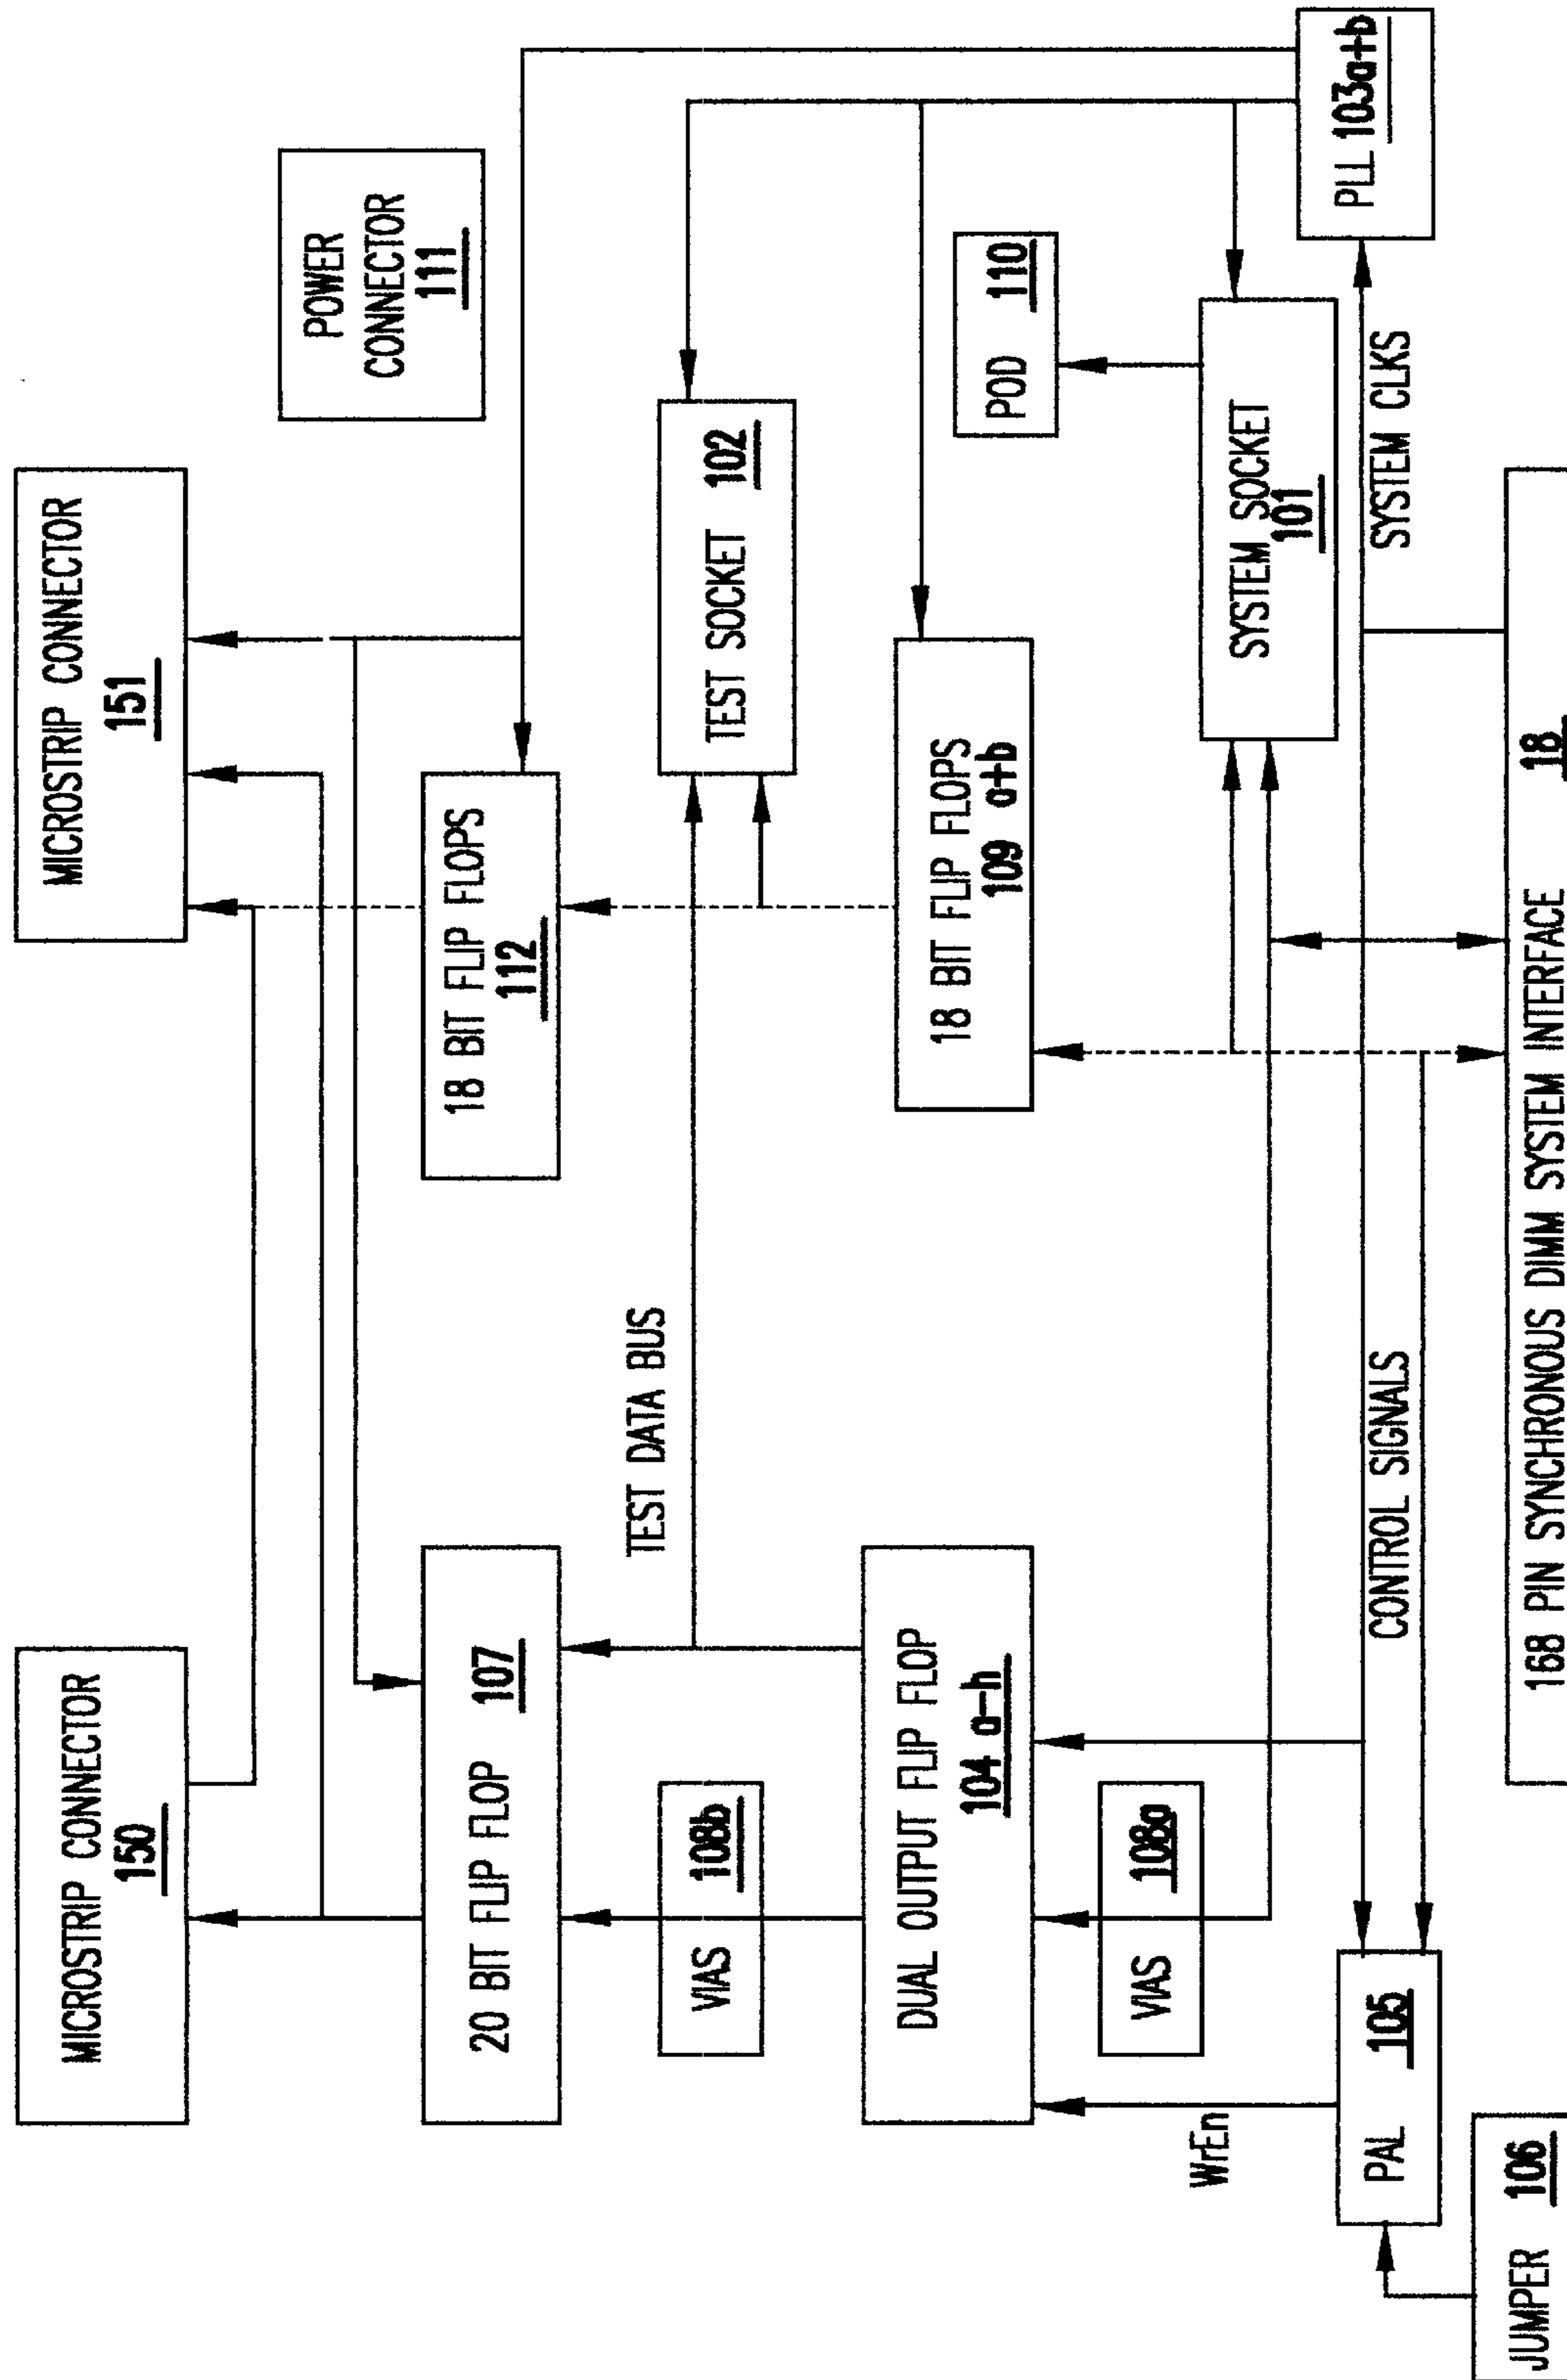 MICROSTRIP CONNECTOR
150
MICROSTRIP CONNECTOR
151
POWER
CONNECTOR
111
20 BIT FLIP FLOP 107
18 BIT FLIP FLOPS
112
TEST DATA BUS
VIAS 108b
TEST SOCKET 102
DUAL OUTPUT FLIP FLOP
104 a-h
18 BIT FLIP FLOPS
109 a+b
POD 110
VIAS 108a
WrEn
SYSTEM SOCKET
101
PAL 105
CONTROL SIGNALS
SYSTEM CLKS
PLL 103a+b
JUMPER 106
168 PIN SYNCHRONOUS DIMM SYSTEM INTERFACE 18